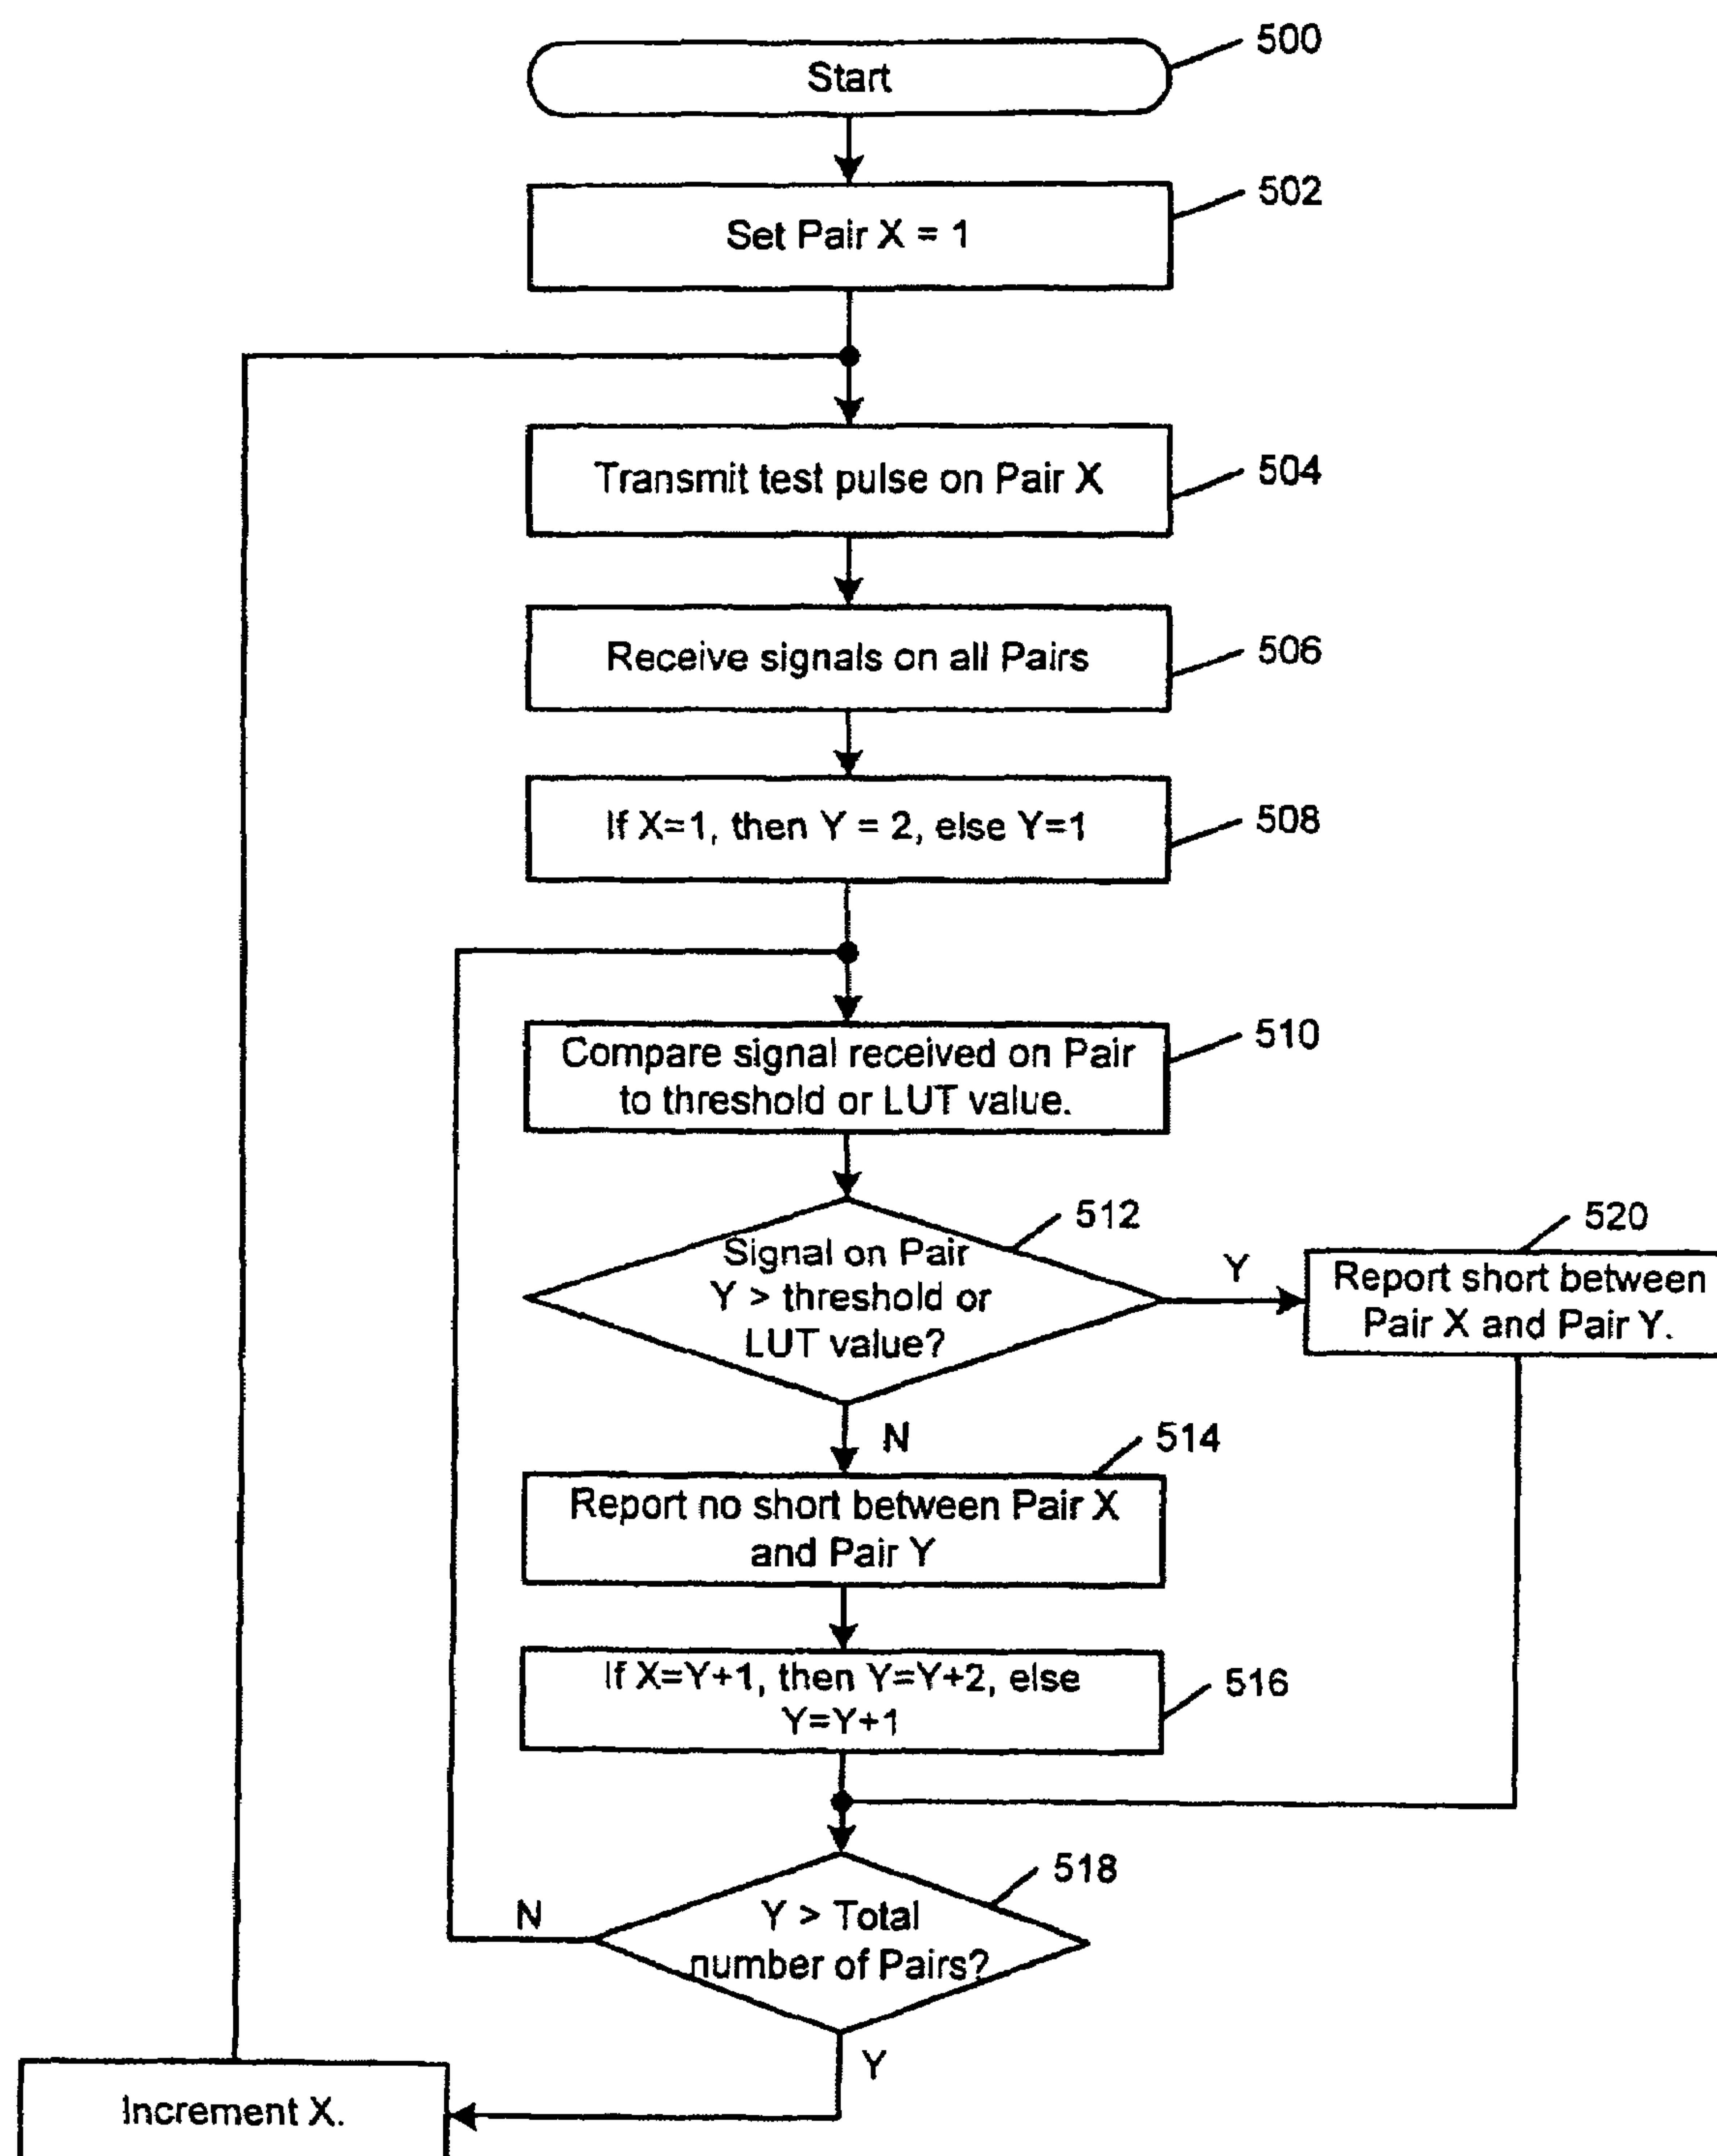 500
Start
502
Set Pair X = 1
Transmit test pulse on Pair X
504
Receive signals on all Pairs
506
If X=1, then Y = 2, else Y=1
508
Compare signal received on Pair
to threshold or LUT value.
510
512
Signal on Pair
Y > threshold or
LUT value?
Y
520
Report short between
Pair X and Pair Y.
N
514
Report no short between Pair X
and Pair Y
If X=Y+1, then Y=Y+2, else
Y=Y+1
516
518
N
Y > Total
number of Pairs?
Y
Increment X.